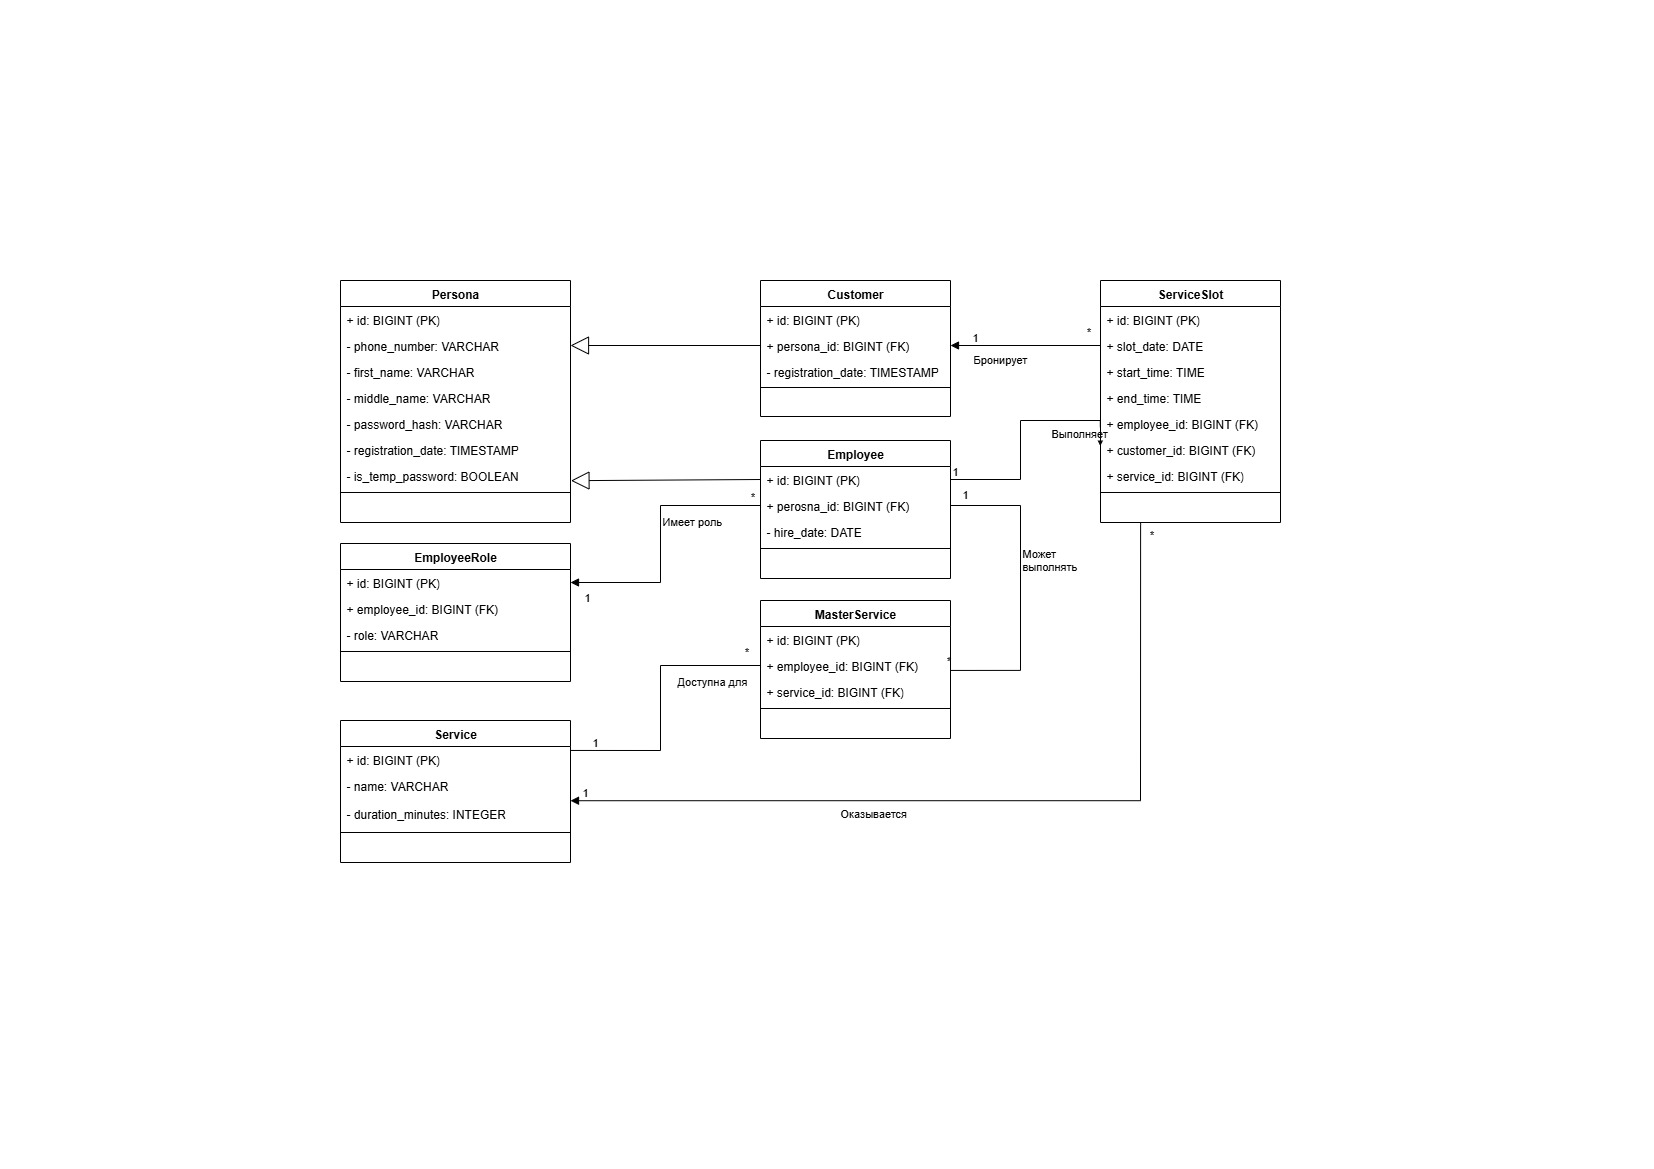 Persona
+ id: BIGINT (PK)
- phone_number: VARCHAR
- first_name: VARCHAR
- middle_name: VARCHAR
- password_hash: VARCHAR
- registration_date: TIMESTAMP
- is_temp_password: BOOLEAN
Customer
+ id: BIGINT (PK)
+ persona_id: BIGINT (FK)
- registration_date: TIMESTAMP
ServiceSlot
+ id: BIGINT (PK)
+ slot_date: DATE
+ start_time: TIME
+ end_time: TIME
+ employee_id: BIGINT (FK)
+ customer_id: BIGINT (FK)
+ service_id: BIGINT (FK)
1
*
Бронирует
Employee
+ id: BIGINT (PK)
+ perosna_id: BIGINT (FK)
- hire_date: DATE
1
Выполняет
*
*
Имеет роль
1
1
Может
выполнять
*
EmployeeRole
+ id: BIGINT (PK)
+ employee_id: BIGINT (FK)
- role: VARCHAR
MasterService
+ id: BIGINT (PK)
+ employee_id: BIGINT (FK)
+ service_id: BIGINT (FK)
*
Доступна для
1
Service
+ id: BIGINT (PK)
- name: VARCHAR
- duration_minutes: INTEGER
*
1
Оказывается